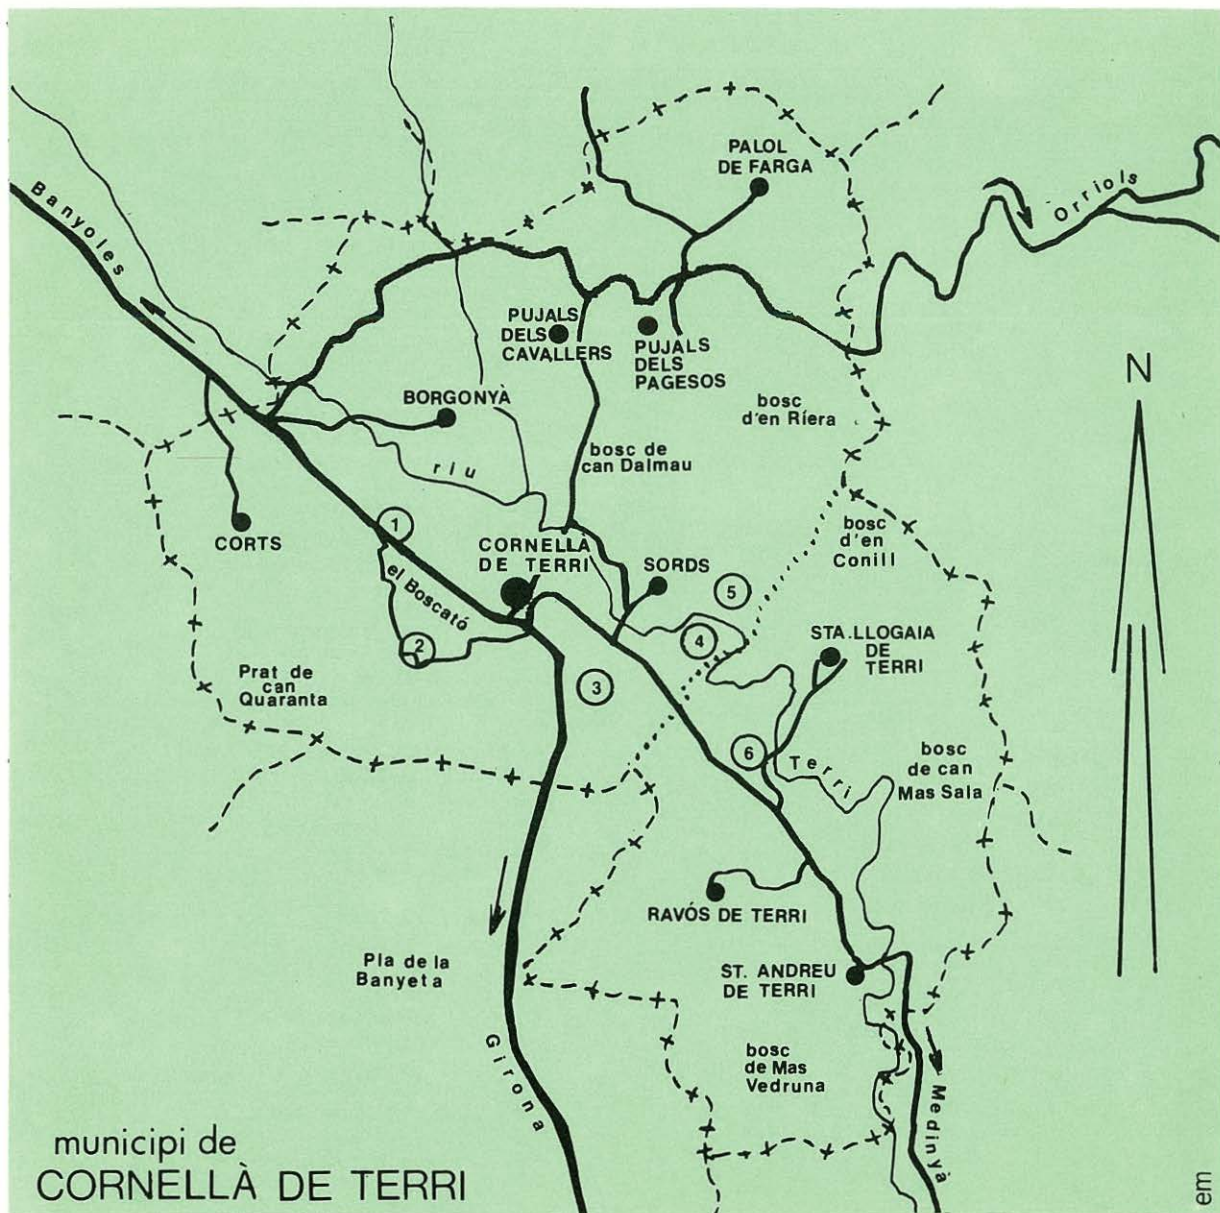 PALOL
DE FARGA
Orriols
Banyoles
PUJALS
DELS
CAVALLERS
PUJALS
DELS
PAGESOS
N
BORGONYÀ
bosc
d'en Ríera
bosc de
can Dalmau
riu
CORTS
1
bosc
d'en
Conill
CORNELLÀ
DE TERRI
SORDS
5
el Boscató
4
2
STA. LLOGAIA
DE
TERRI
Prat de
can
Quaranta
3
6
Terri
bosc
de can
Mas Sala
RAVÓS DE TERRI
Pla de la
Banyeta
ST. ANDREU
DE TERRI
Girona
bosc
de Mas
Vedruna
Medinyà
municipi de
CORNELLÀ DE TERRI
em